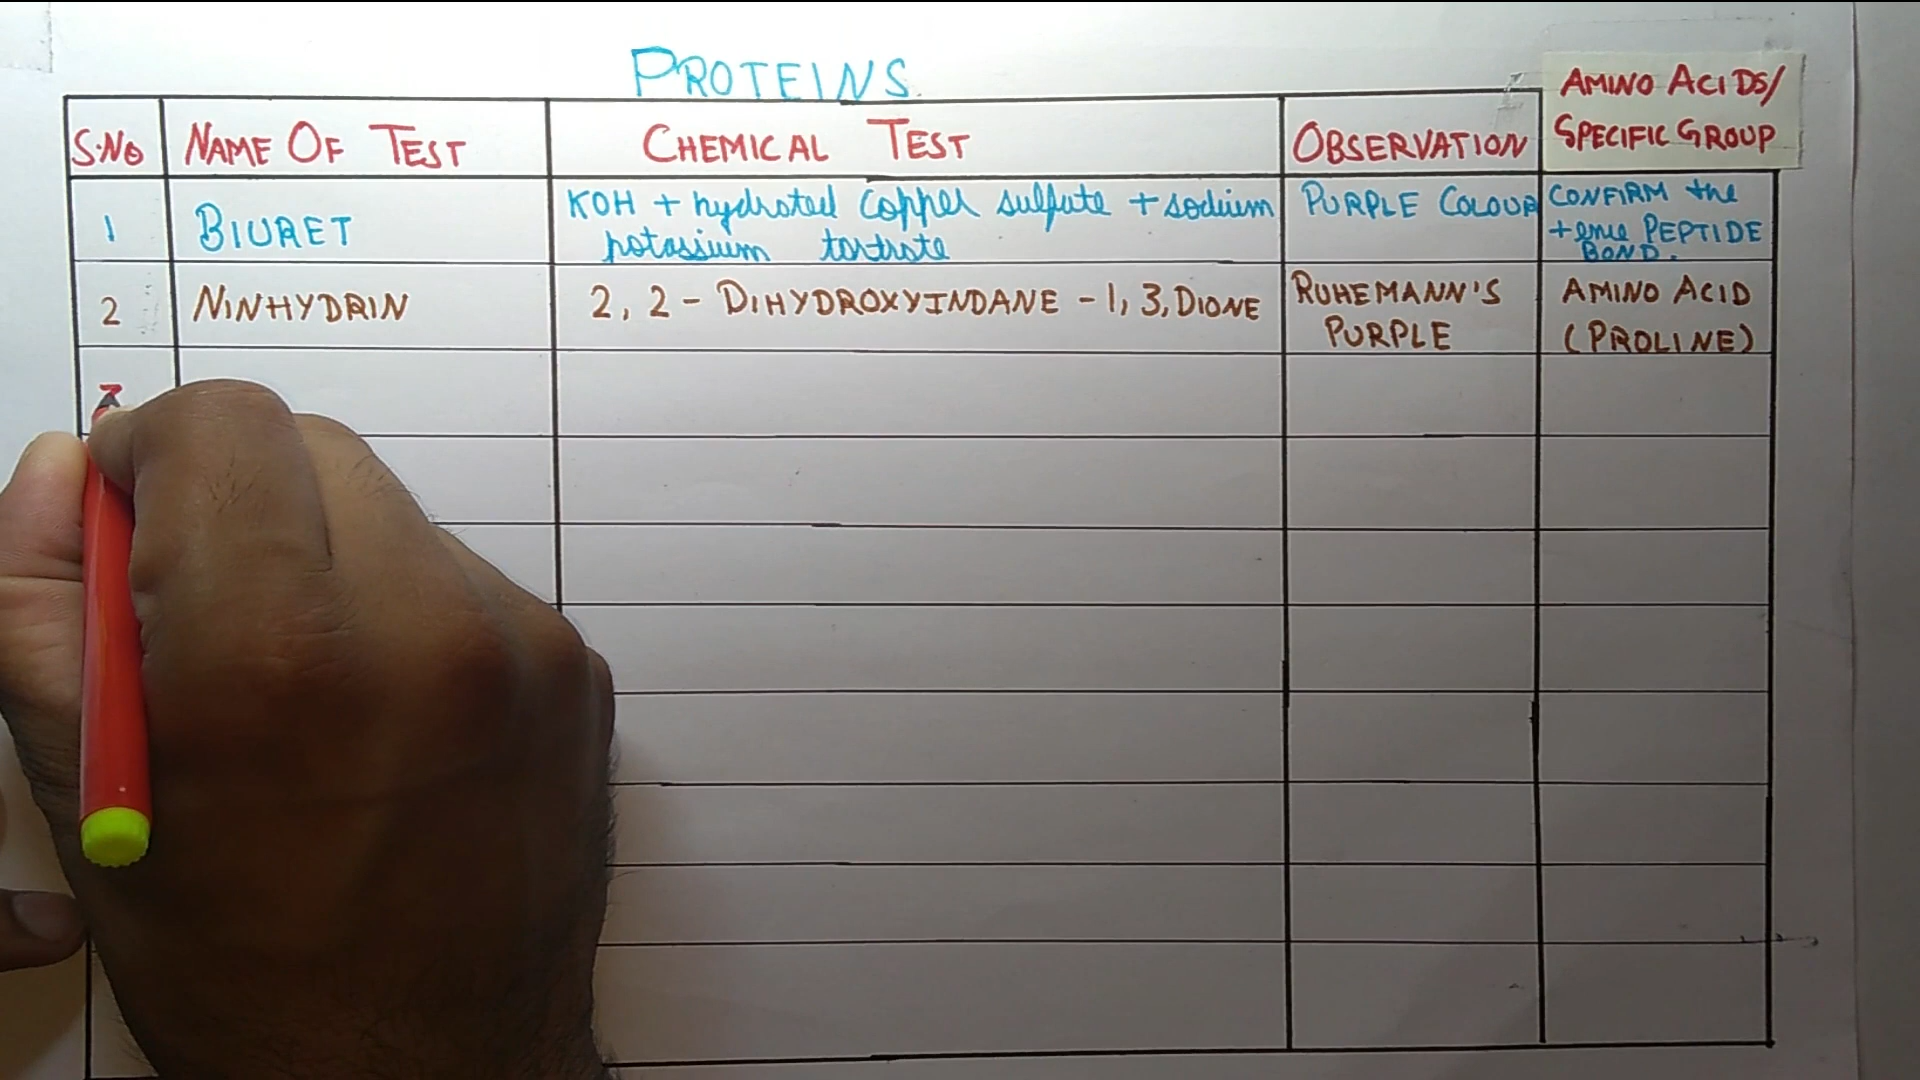 PROTEINS
S.NO NAME OF TEST CHEMICAL TEST OBSERVATION AMINO ACIDS/
SPECIFIC GROUP
1 BIURET KOH + hydrated copper sulfate + sodium
potassium tartrate
PURPLE COLOUR
CONFIRM the
+ence PEPTIDE
BOND.
2 NINHYDRIN 2, 2 - DIHYDROXYINDANE - 1, 3, DIONE
RUHEMANN'S
PURPLE
AMINO ACID
(PROLINE)